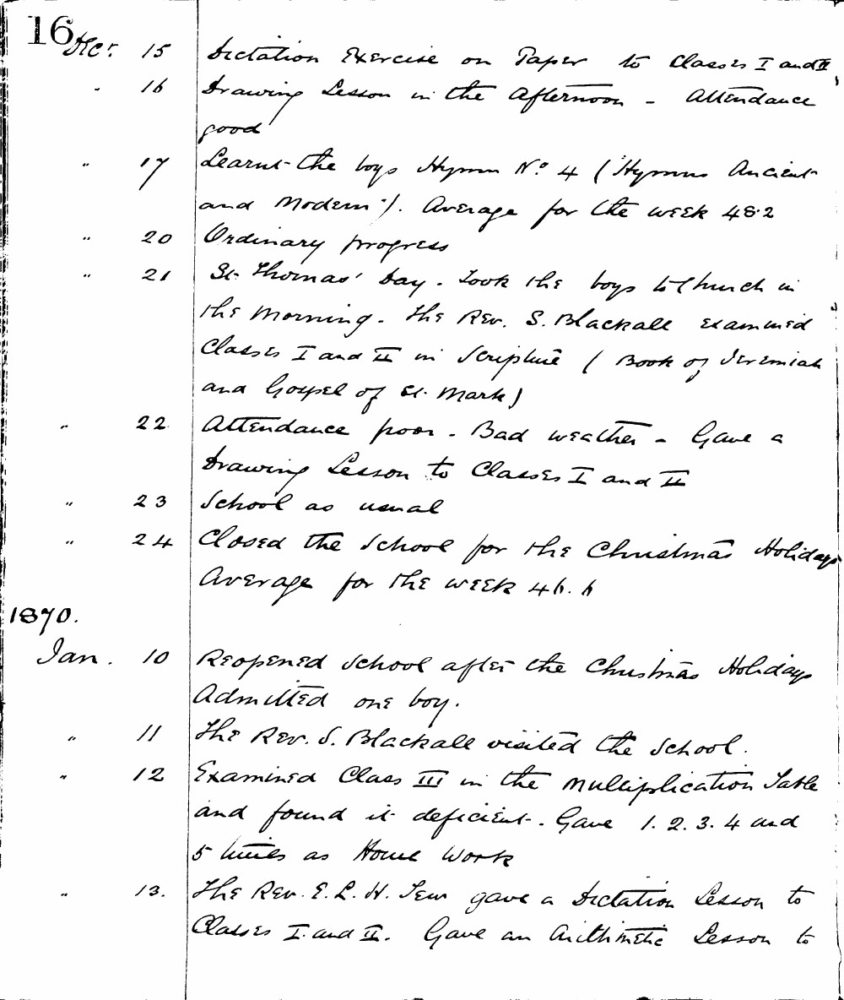 16
Decr. 15 Dictation Exercise on Paper to Classes I and II
" 16 Drawing Lesson in the Afternoon - Attendance
good
" 17 Learnt the boys Hymn No. 4 ("Hymns Ancient
and Modern"). Average for the week 48.2
" 20 Ordinary progress
" 21 St. Thomas' Day. Took the boys to Church in
the Morning. The Rev. S. Blackall examined
Classes I and II in Scripture (Book of Jeremiah
and Gospel of St. Mark)
" 22 Attendance poor - Bad weather - Gave a
Drawing Lesson to Classes I and II
" 23 School as usual
" 24 Closed the School for the Christmas Holidays
Average for the week 46.6
1870.
Jan. 10 Reopened School after the Christmas Holidays
Admitted one boy.
" 11 The Rev. S. Blackall visited the School.
" 12 Examined Class III in the Multiplication Table
and found it deficient. Gave 1. 2. 3. 4 and
5 times as Home Work
" 13. The Rev. E. L. H. Tew gave a Dictation Lesson to
Classes I. and II. Gave an Arithmetic Lesson to